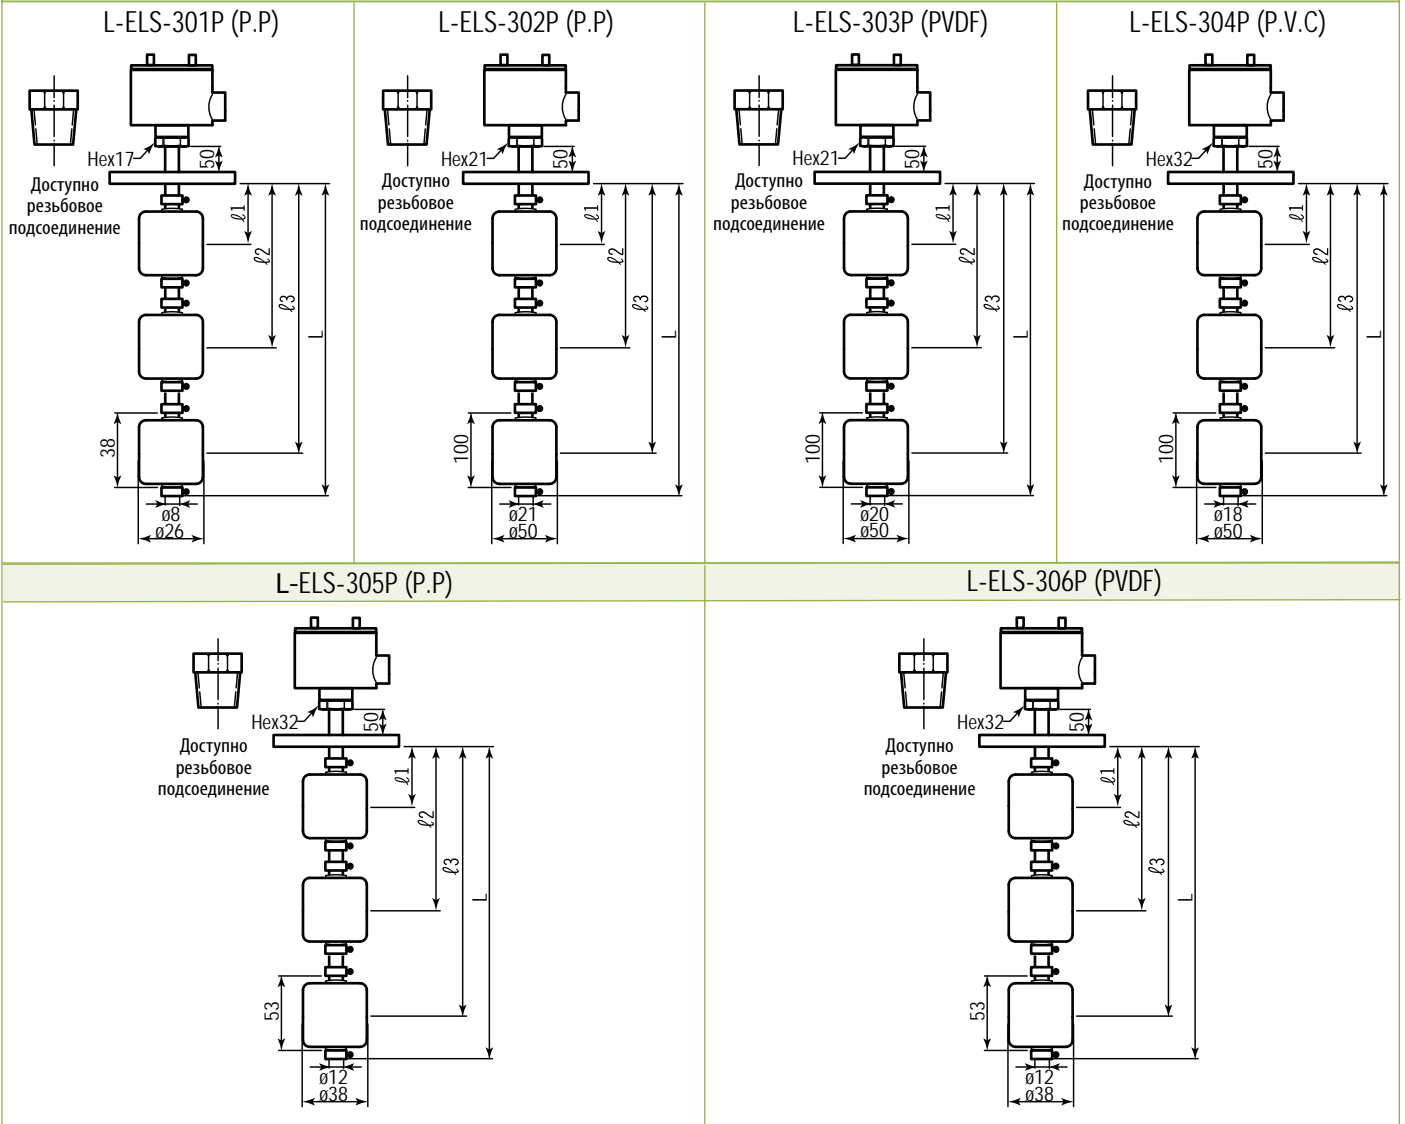 L-ELS-301P (P.P)
Hex17
50
Доступно
резьбовое
подсоединение
ℓ1
ℓ2
ℓ3
L
38
ø8
ø26
L-ELS-302P (P.P)
Hex21
50
Доступно
резьбовое
подсоединение
ℓ1
ℓ2
ℓ3
L
100
ø21
ø50
L-ELS-303P (PVDF)
Hex21
50
Доступно
резьбовое
подсоединение
ℓ1
ℓ2
ℓ3
L
100
ø20
ø50
L-ELS-304P (P.V.C)
Hex32
50
Доступно
резьбовое
подсоединение
ℓ1
ℓ2
ℓ3
L
100
ø18
ø50
L-ELS-305P (P.P)
Hex32
50
Доступно
резьбовое
подсоединение
ℓ1
ℓ2
ℓ3
L
53
ø12
ø38
L-ELS-306P (PVDF)
Hex32
50
Доступно
резьбовое
подсоединение
ℓ1
ℓ2
ℓ3
L
53
ø12
ø38